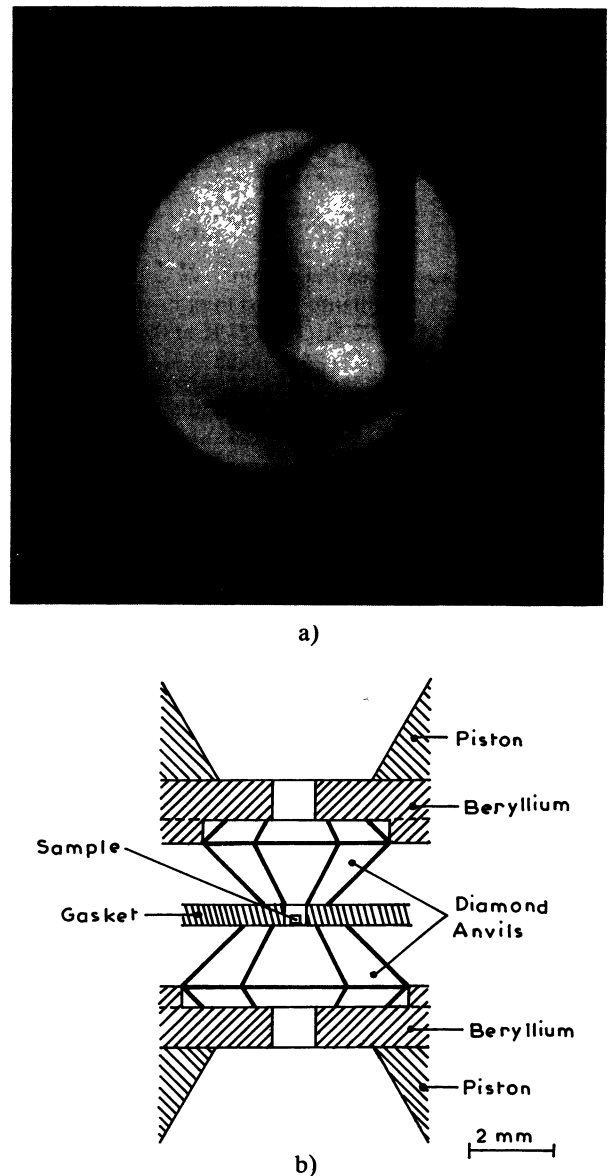 a)
Piston
Beryllium
Sample
Gasket
Diamond
Anvils
Beryllium
Piston
2 mm
b)